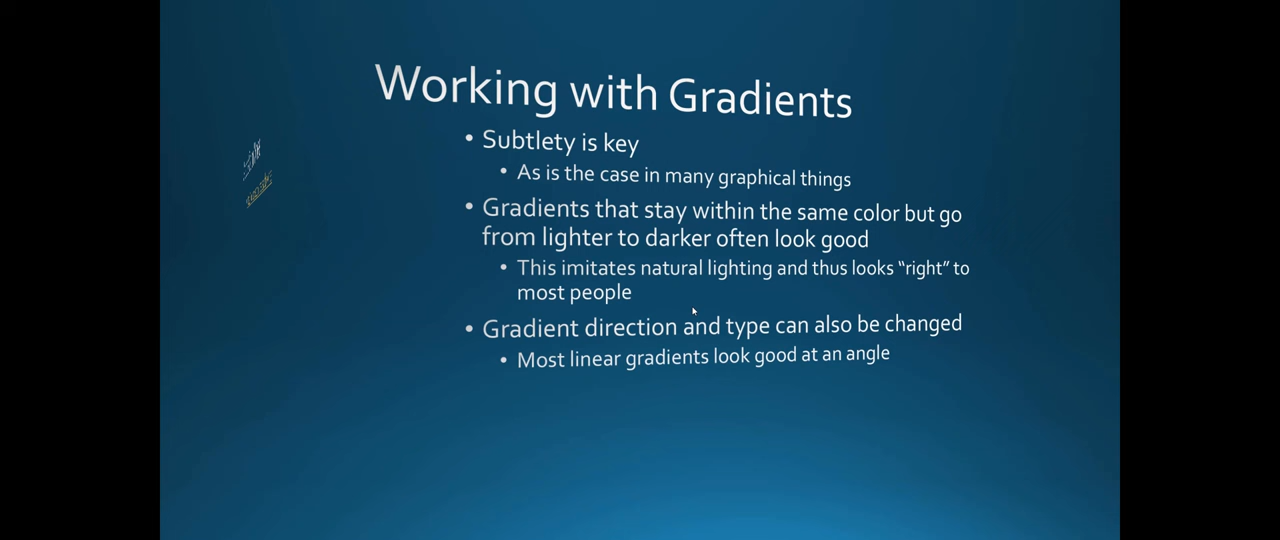 Working with Gradients
• Subtlety is key
• As is the case in many graphical things
• Gradients that stay within the same color but go
from lighter to darker often look good
• This imitates natural lighting and thus looks “right” to
most people
• Gradient direction and type can also be changed
• Most linear gradients look good at an angle